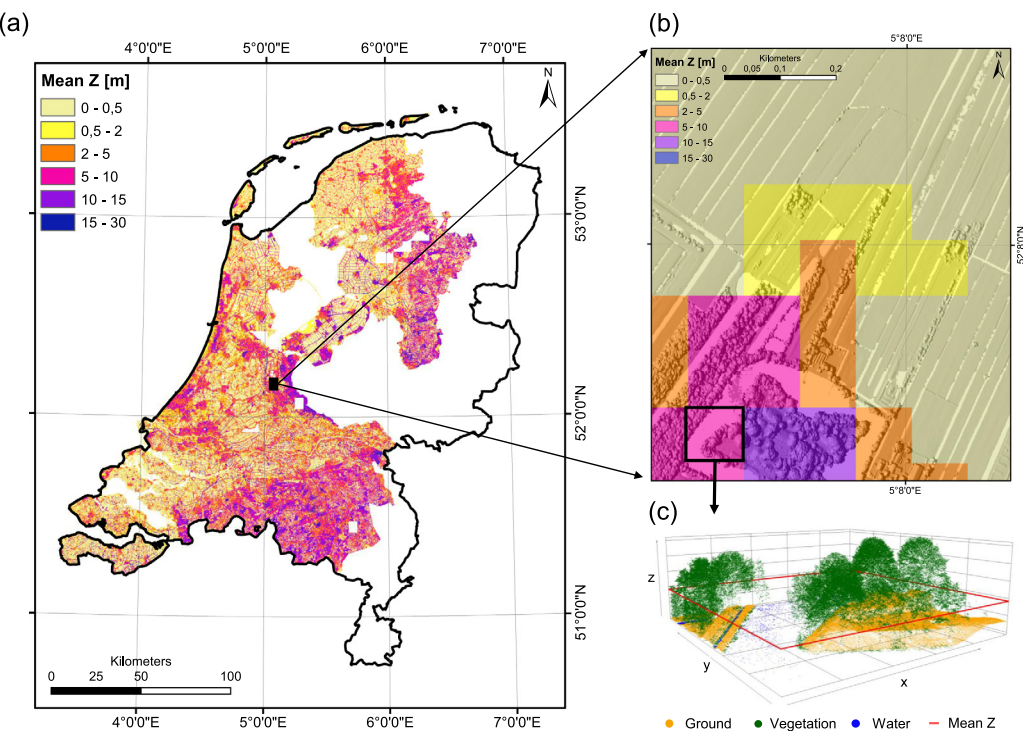 (a)
4°0'0"E 5°0'0"E 6°0'0"E 7°0'0"E
Mean Z [m]
0 - 0,5
0,5 - 2
2 - 5
5 - 10
10 - 15
15 - 30
N
53°0'0"N
52°0'0"N
51°0'0"N
Kilometers
0 25 50 100
4°0'0"E 5°0'0"E 6°0'0"E 7°0'0"E
(b)
5°8'0"E
Mean Z [m]
0 - 0,5
0,5 - 2
2 - 5
5 - 10
10 - 15
15 - 30
Kilometers
0 0,05 0,1 0,2
N
52°8'0"N
5°8'0"E
(c)
z
y
x
Ground Vegetation Water Mean Z